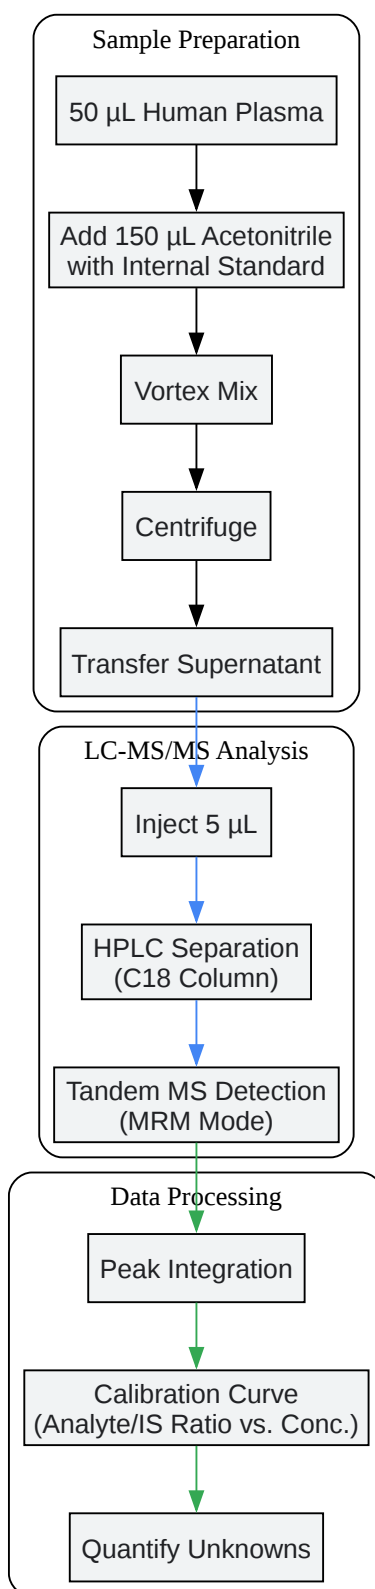 Sample Preparation
50 µL Human Plasma
Add 150 µL Acetonitrile
with Internal Standard
Vortex Mix
Centrifuge
Transfer Supernatant
LC-MS/MS Analysis
Inject 5 µL
HPLC Separation
(C18 Column)
Tandem MS Detection
(MRM Mode)
Data Processing
Peak Integration
Calibration Curve
(Analyte/IS Ratio vs. Conc.)
Quantify Unknowns